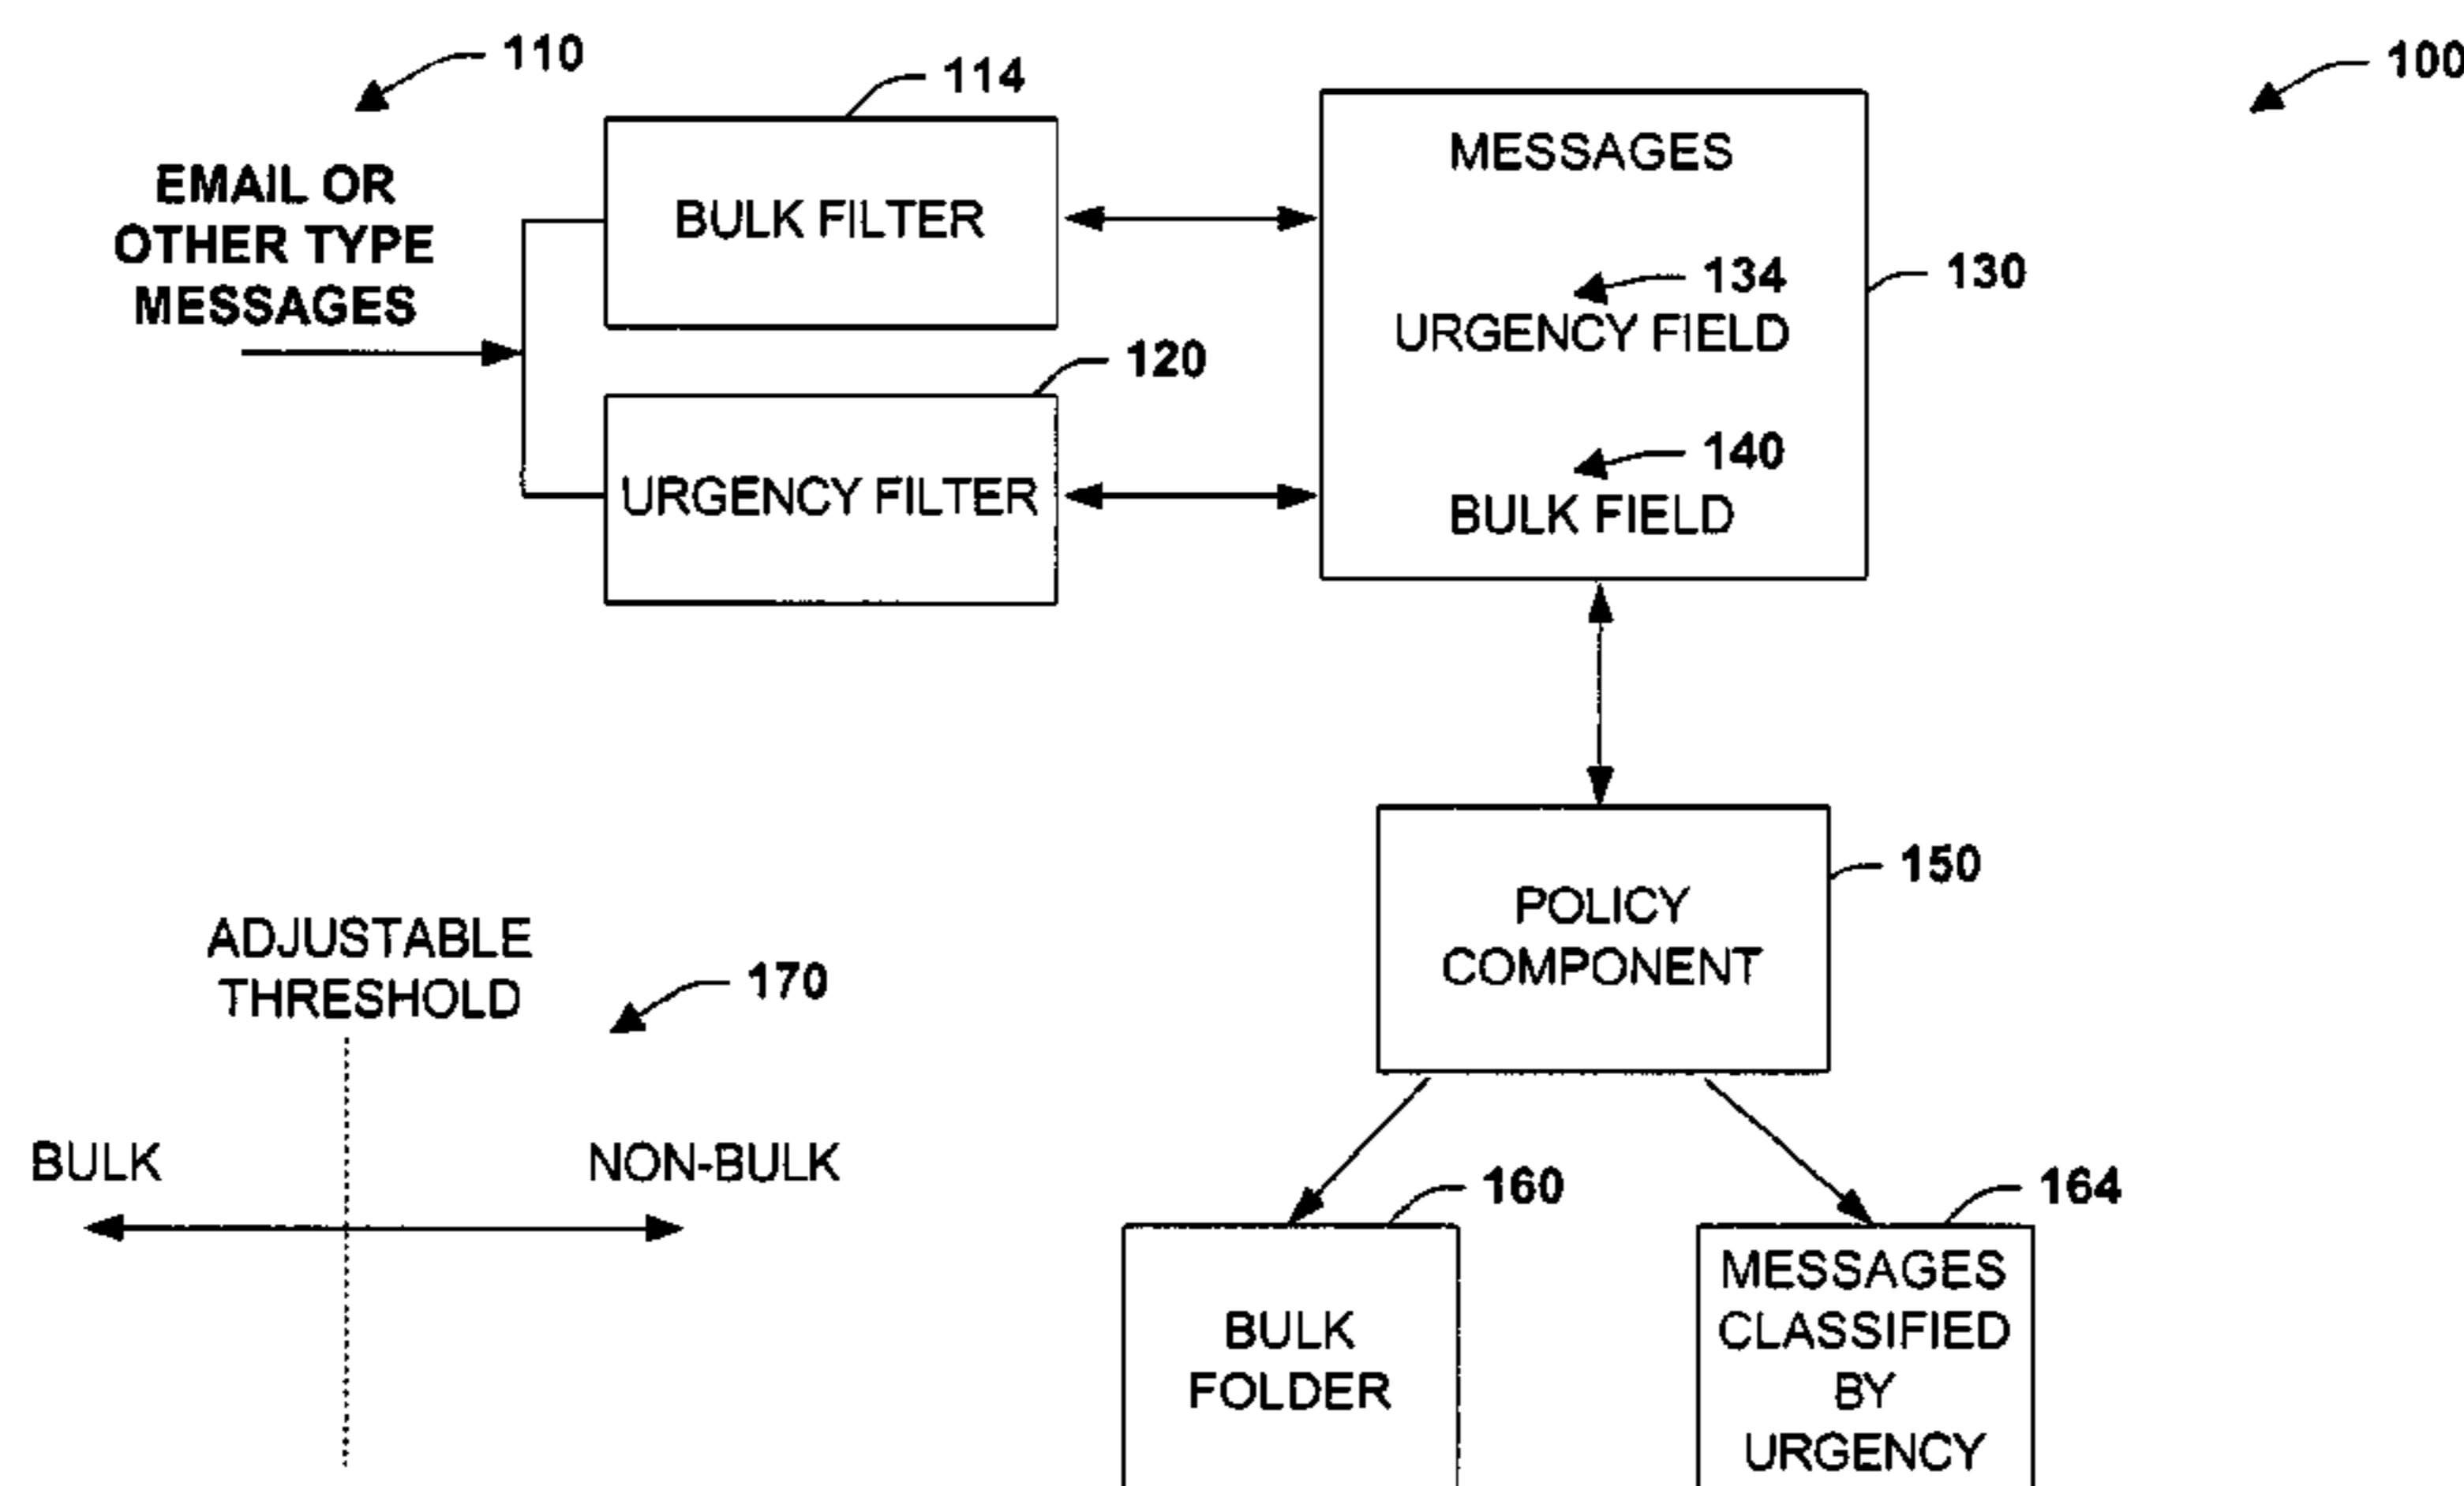 110
114
100
EMAIL OR
OTHER TYPE
MESSAGES
BULK FILTER
MESSAGES
134
130
URGENCY FIELD
120
URGENCY FILTER
140
BULK FIELD
150
POLICY
COMPONENT
ADJUSTABLE
THRESHOLD
170
BULK
NON-BULK
160
164
BULK
FOLDER
MESSAGES
CLASSIFIED
BY
URGENCY